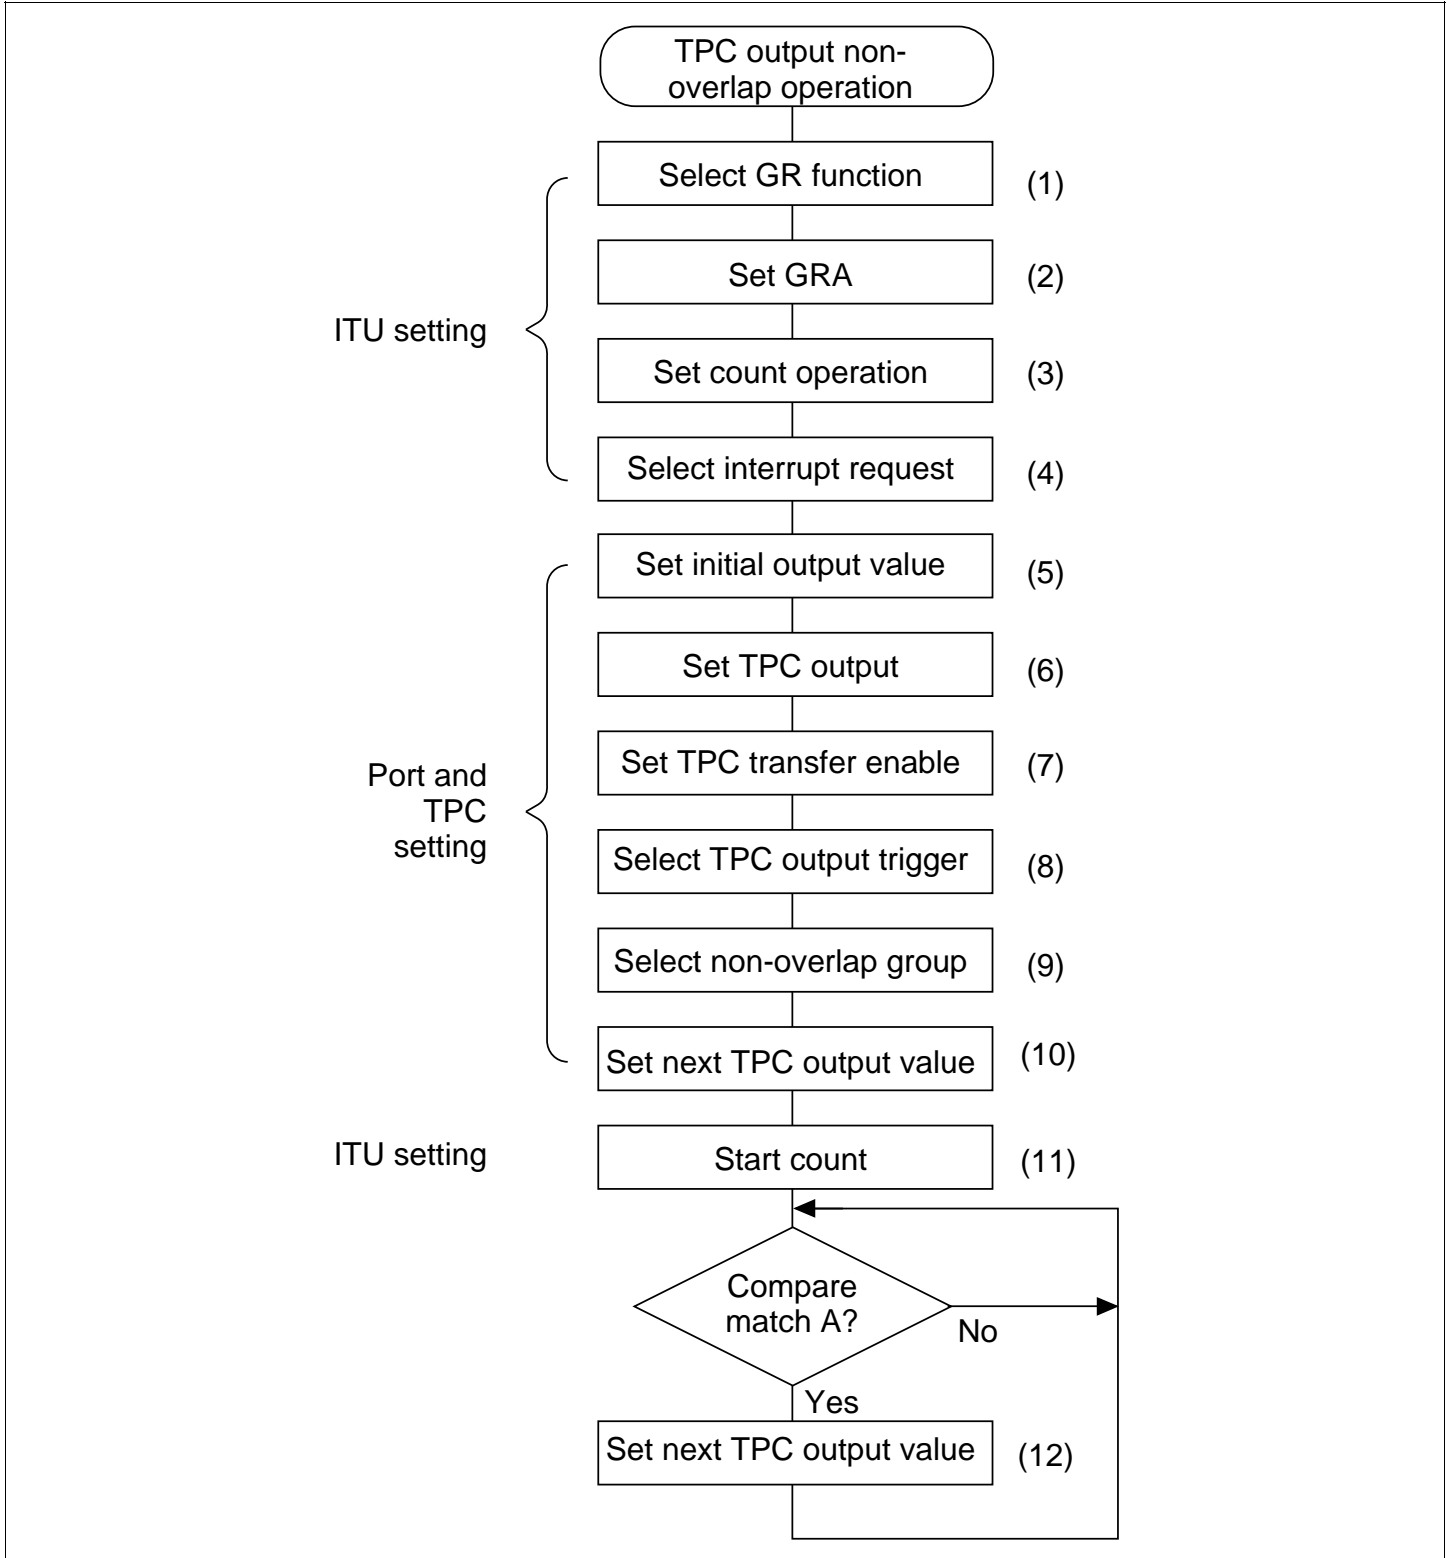 TPC output non-
overlap operation
Select GR function (1)
Set GRA (2)
ITU setting
Set count operation (3)
Select interrupt request (4)
Set initial output value (5)
Set TPC output (6)
Set TPC transfer enable (7)
Port and
TPC
setting
Select TPC output trigger (8)
Select non-overlap group (9)
Set next TPC output value (10)
ITU setting
Start count (11)
Compare
match A?
No
Yes
Set next TPC output value (12)